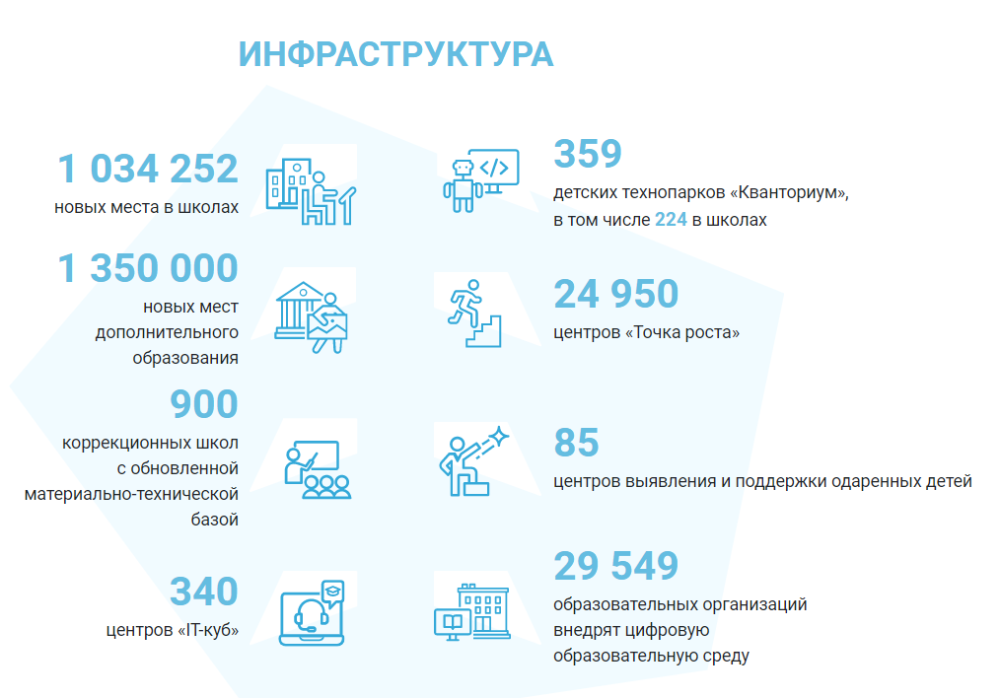 ИНФРАСТРУКТУРА
1 034 252
новых места в школах
1 350 000
новых мест
дополнительного
образования
900
коррекционных школ
с обновленной
материально-технической
базой
340
центров «IT-куб»
359
детских технопарков «Кванториум»,
в том числе 224 в школах
24 950
центров «Точка роста»
85
центров выявления и поддержки одаренных детей
29 549
образовательных организаций
внедрят цифровую
образовательную среду